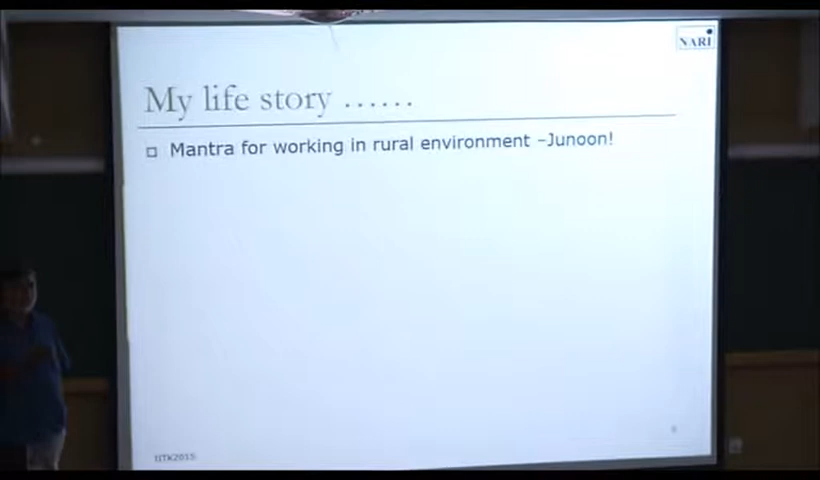 NARI
My life story ......
Mantra for working in rural environment –Junoon!
IITK2015